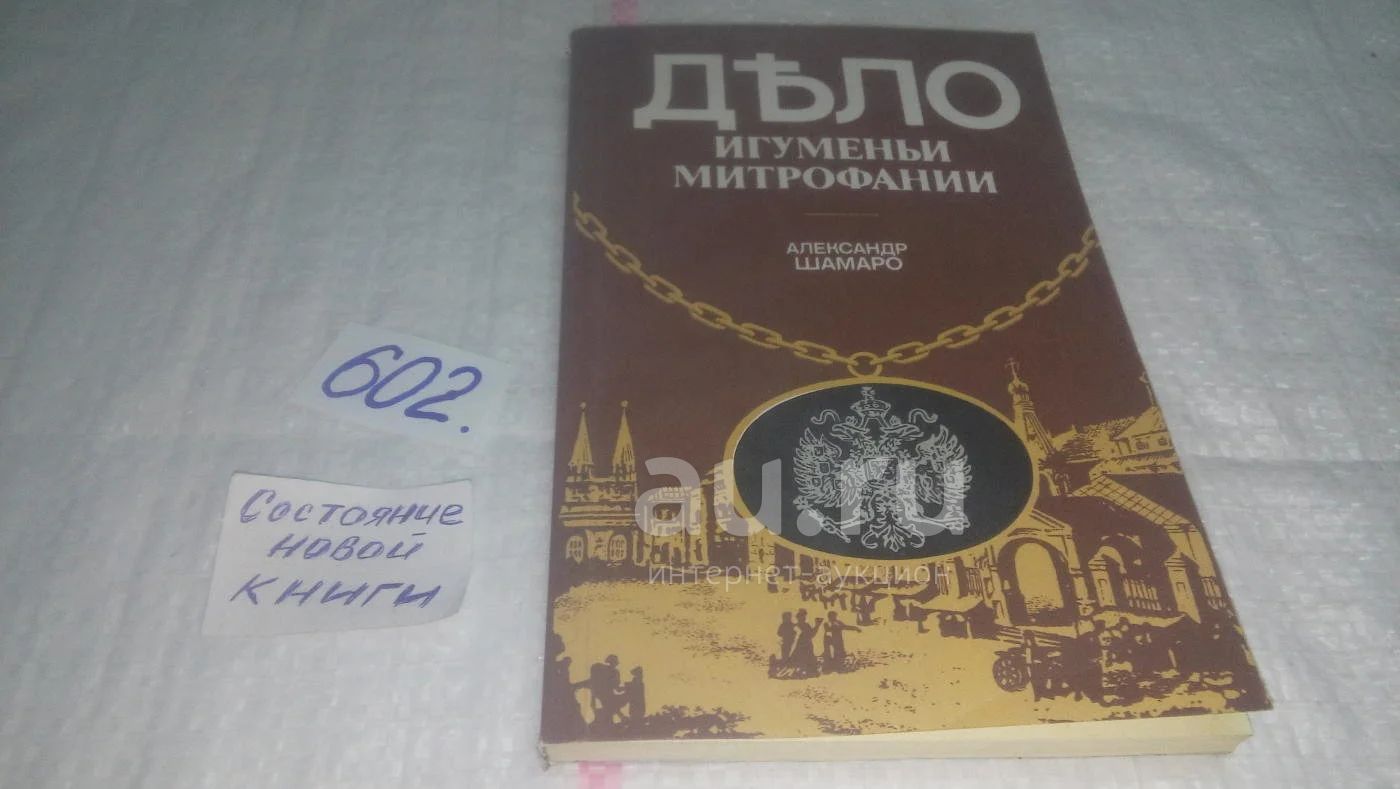 ДѢЛО
ИГУМЕНЬИ
МИТРОФАНИИ
АЛЕКСАНДР
ШАМАРО
602.
Состояние
новой
книги
au.ru
интернет-аукцион